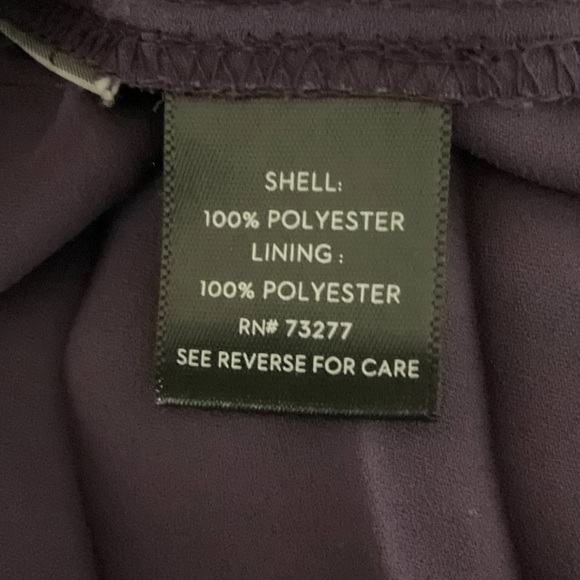 SHELL:
100% POLYESTER
LINING :
100% POLYESTER
RN# 73277
SEE REVERSE FOR CARE